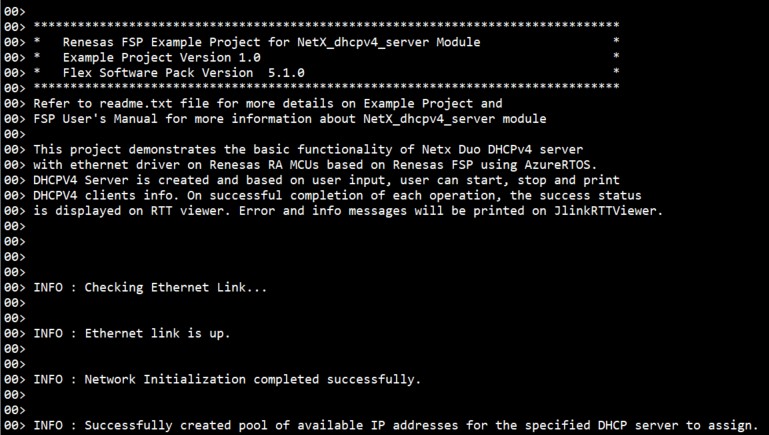 00>
00> ********************************************************************************
00> *   Renesas FSP Example Project for NetX_dhcpv4_server Module                  *
00> *   Example Project Version 1.0                                                *
00> *   Flex Software Pack Version  5.1.0                                          *
00> ********************************************************************************
00> Refer to readme.txt file for more details on Example Project and
00> FSP User's Manual for more information about NetX_dhcpv4_server module
00>
00> This project demonstrates the basic functionality of Netx Duo DHCPv4 server
00> with ethernet driver on Renesas RA MCUs based on Renesas FSP using AzureRTOS.
00> DHCPV4 Server is created and based on user input, user can start, stop and print
00> DHCPV4 clients info. On successful completion of each operation, the success status
00> is displayed on RTT viewer. Error and info messages will be printed on JlinkRTTViewer.
00>
00>
00>
00>
00> INFO : Checking Ethernet Link...
00>
00>
00> INFO : Ethernet link is up.
00>
00>
00> INFO : Network Initialization completed successfully.
00>
00>
00> INFO : Successfully created pool of available IP addresses for the specified DHCP server to assign.